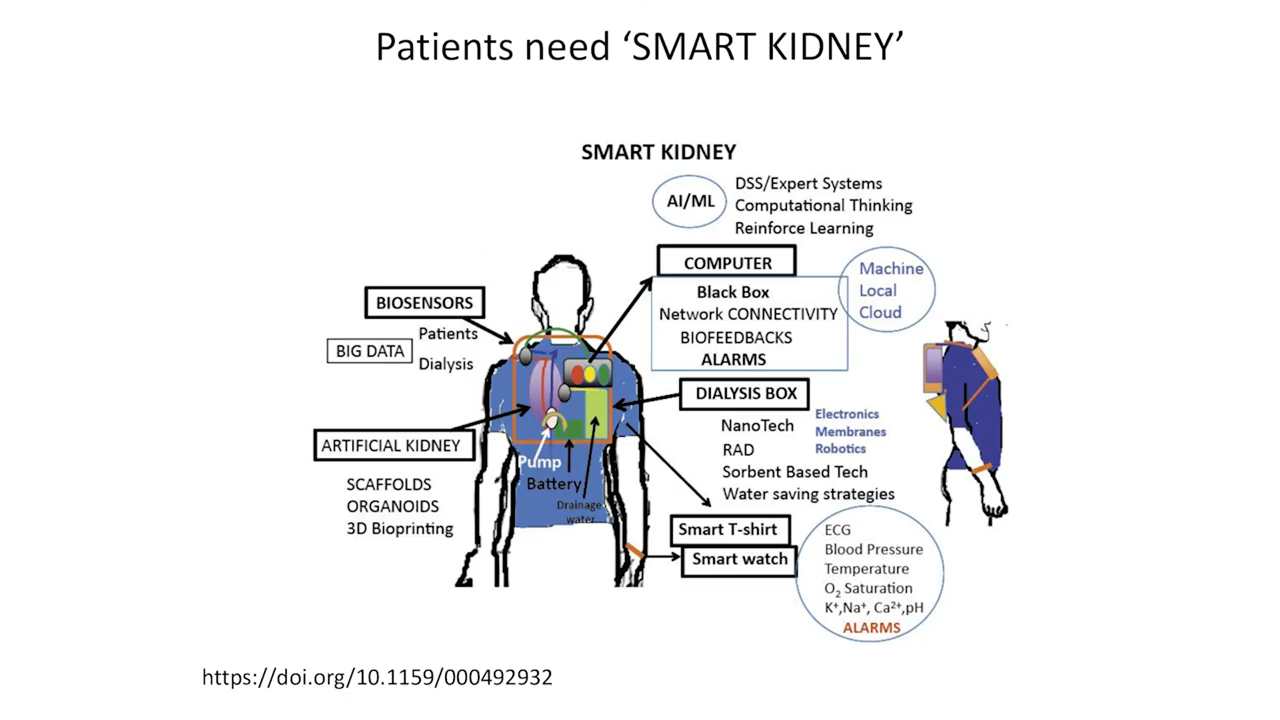 Patients need ‘SMART KIDNEY’
SMART KIDNEY
AI/ML
DSS/Expert Systems
Computational Thinking
Reinforce Learning
COMPUTER
Black Box
Network CONNECTIVITY
BIOFEEDBACKS
ALARMS
Machine
Local
Cloud
BIOSENSORS
Patients
BIG DATA
Dialysis
DIALYSIS BOX
NanoTech
RAD
Sorbent Based Tech
Water saving strategies
Electronics
Membranes
Robotics
ARTIFICIAL KIDNEY
SCAFFOLDS
ORGANOIDS
3D Bioprinting
Pump
Battery
Drainage
water
Smart T-shirt
Smart watch
ECG
Blood Pressure
Temperature
O₂ Saturation
K⁺,Na⁺, Ca²⁺,pH
ALARMS
https://doi.org/10.1159/000492932